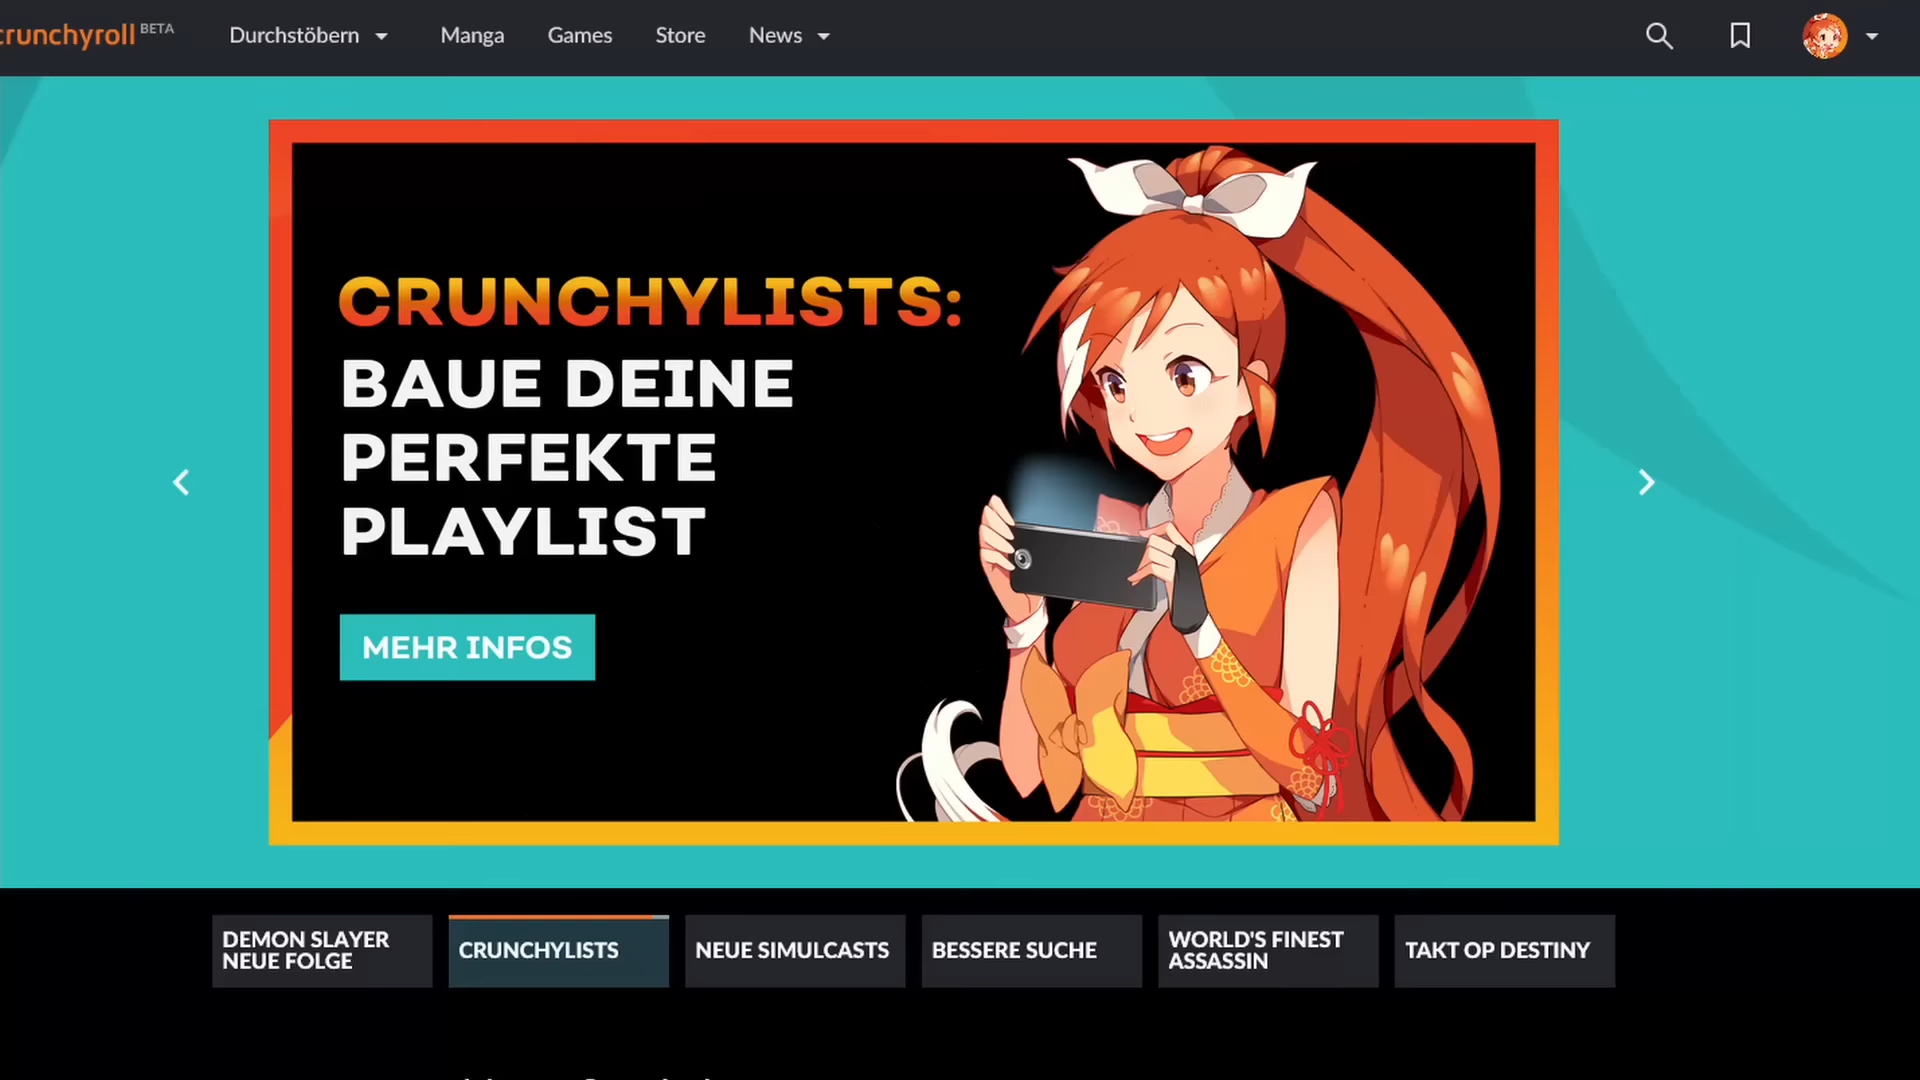 crunchyroll BETA
Durchstöbern
Manga
Games
Store
News
CRUNCHYLISTS:
BAUE DEINE
PERFEKTE
PLAYLIST
MEHR INFOS
DEMON SLAYER
NEUE FOLGE
CRUNCHYLISTS
NEUE SIMULCASTS
BESSERE SUCHE
WORLD'S FINEST
ASSASSIN
TAKT OP DESTINY